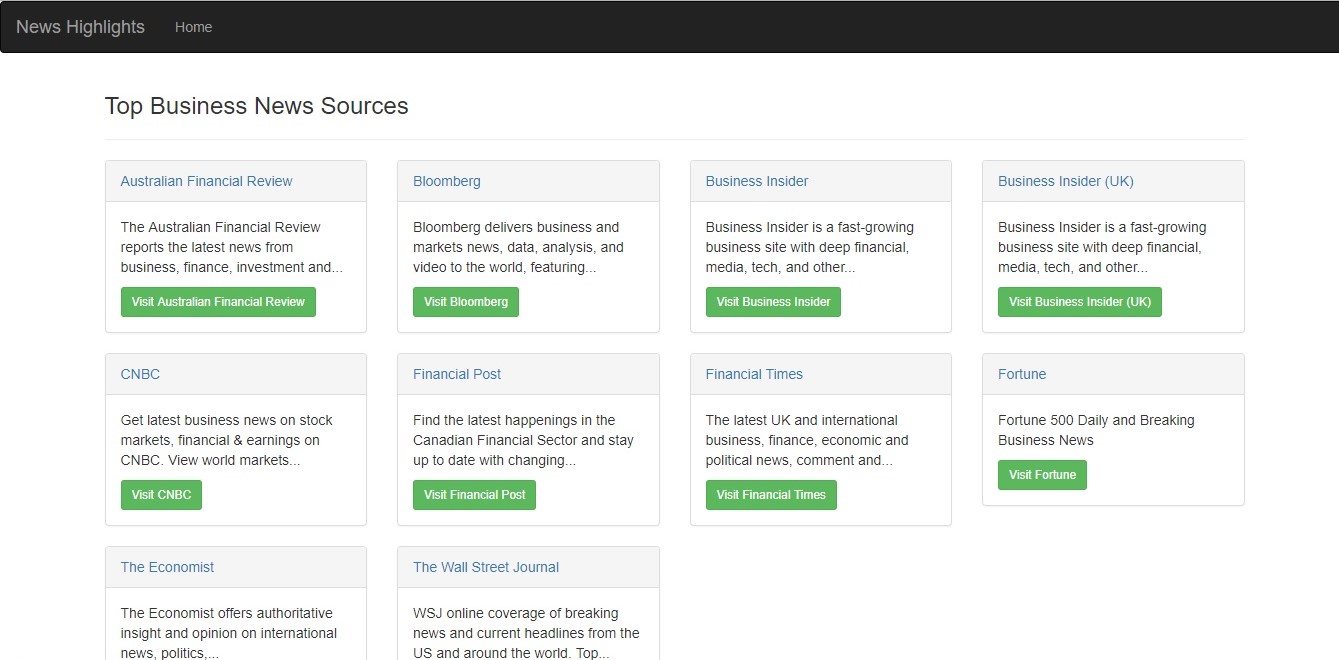 News Highlights Home
Top Business News Sources
Australian Financial Review
The Australian Financial Review
reports the latest news from
business, finance, investment and...
Visit Australian Financial Review
Bloomberg
Bloomberg delivers business and
markets news, data, analysis, and
video to the world, featuring...
Visit Bloomberg
Business Insider
Business Insider is a fast-growing
business site with deep financial,
media, tech, and other...
Visit Business Insider
Business Insider (UK)
Business Insider is a fast-growing
business site with deep financial,
media, tech, and other...
Visit Business Insider (UK)
CNBC
Get latest business news on stock
markets, financial & earnings on
CNBC. View world markets...
Visit CNBC
Financial Post
Find the latest happenings in the
Canadian Financial Sector and stay
up to date with changing...
Visit Financial Post
Financial Times
The latest UK and international
business, finance, economic and
political news, comment and...
Visit Financial Times
Fortune
Fortune 500 Daily and Breaking
Business News
Visit Fortune
The Economist
The Economist offers authoritative
insight and opinion on international
news, politics,...
The Wall Street Journal
WSJ online coverage of breaking
news and current headlines from the
US and around the world. Top...